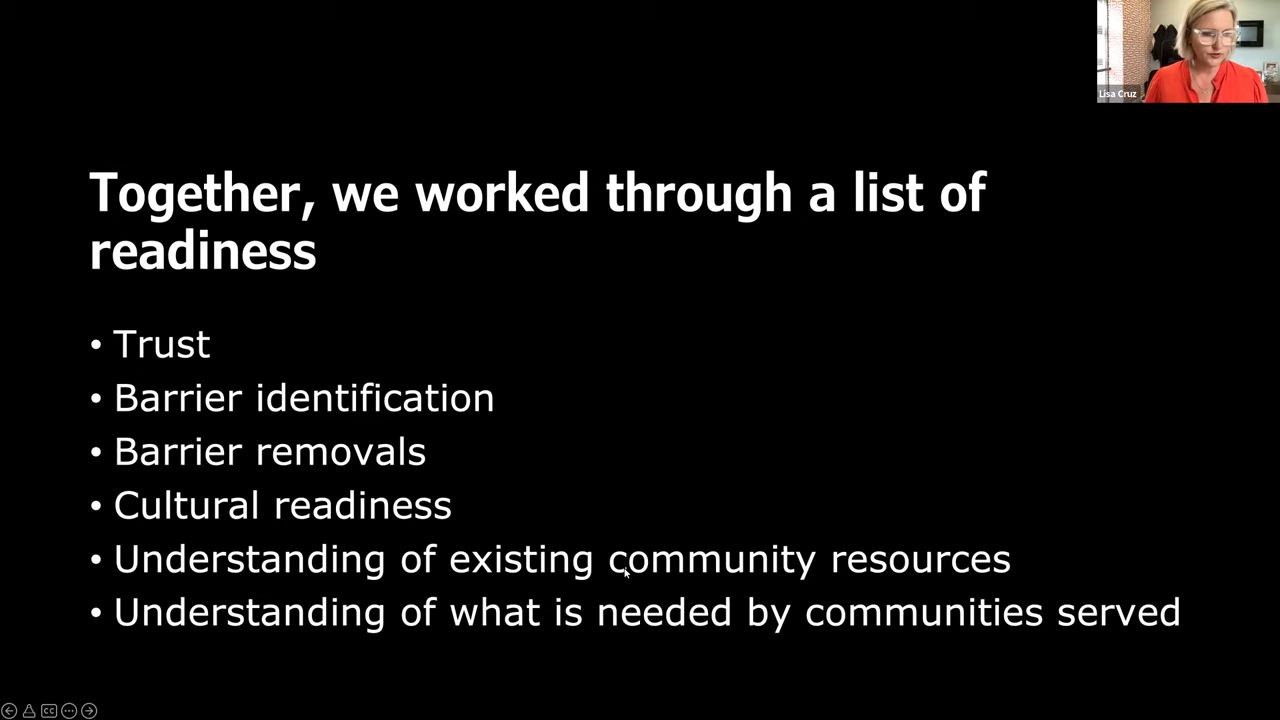 Lisa Cruz
Together, we worked through a list of
readiness
• Trust
• Barrier identification
• Barrier removals
• Cultural readiness
• Understanding of existing community resources
• Understanding of what is needed by communities served
CC